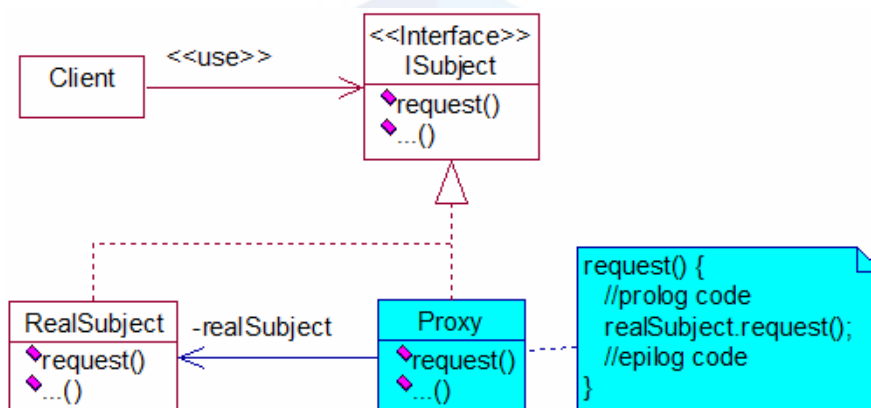 <<Interface>>
ISubject
request()
...()
Client
<<use>>
RealSubject
request()
...()
-realSubject
Proxy
request()
...()
request() {
//prolog code
realSubject.request();
//epilog code
}